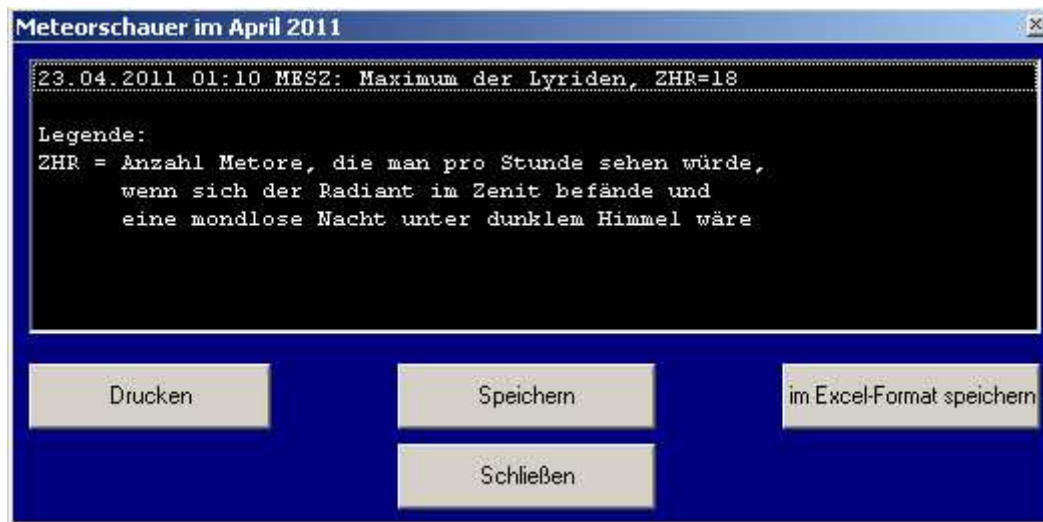 Meteorschauer im April 2011
23.04.2011 01:10 MESZ: Maximum der Lyriden, ZHR=18
Legende:
ZHR = Anzahl Metore, die man pro Stunde sehen würde,
wenn sich der Radiant im Zenit befände und
eine mondlose Nacht unter dunklem Himmel wäre
Drucken
Speichern
im Excel-Format speichern
Schließen